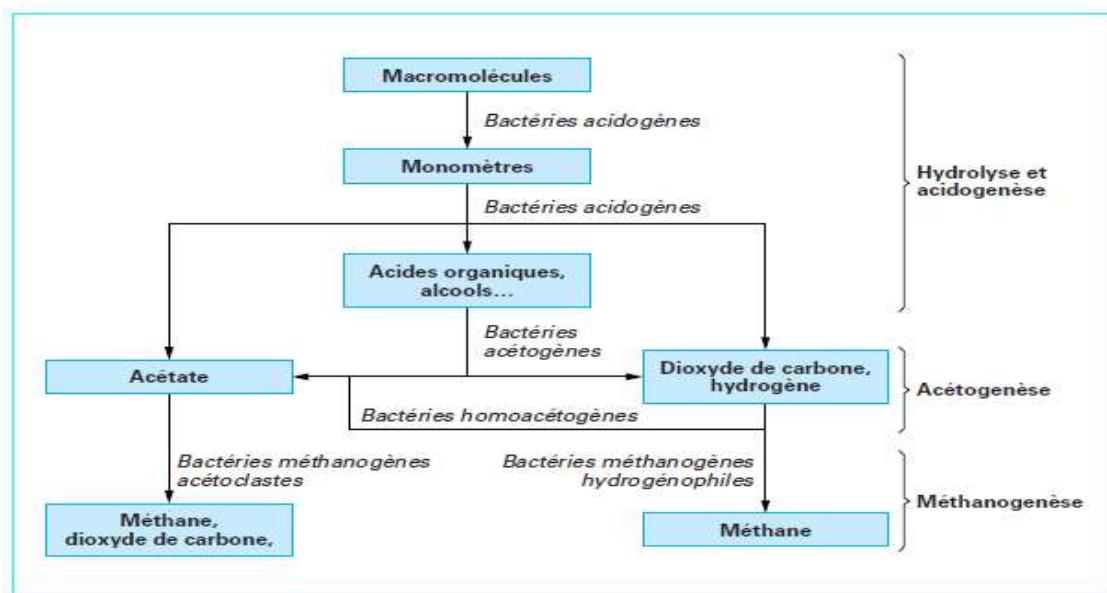 Macromolécules
Bactéries acidogènes
Monomètres
Bactéries acidogènes
Hydrolyse et
acidogenèse
Acides organiques,
alcools...
Bactéries
acétogènes
Acétate
Dioxyde de carbone,
hydrogène
Acétogenèse
Bactéries homoacétogènes
Bactéries méthanogènes
acétoclastes
Bactéries méthanogènes
hydrogénophiles
Méthanogenèse
Méthane,
dioxyde de carbone,
Méthane